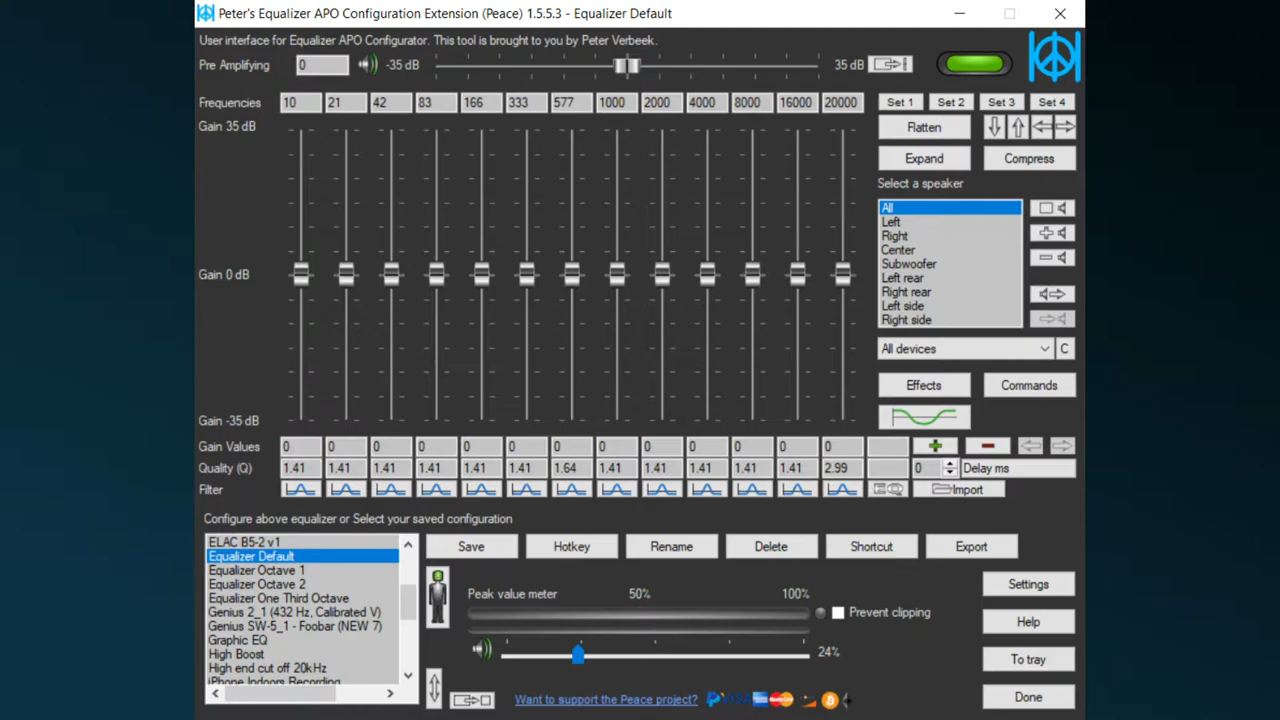 Peter's Equalizer APO Configuration Extension (Peace) 1.5.5.3 - Equalizer Default
User interface for Equalizer APO Configurator. This tool is brought to you by Peter Verbeek.
Pre Amplifying 0 -35 dB 35 dB
Frequencies 10 21 42 83 166 333 577 1000 2000 4000 8000 16000 20000 Set 1 Set 2 Set 3 Set 4
Gain 35 dB Flatten
Expand Compress
Select a speaker
All
Left
Right
Center
Subwoofer
Gain 0 dB
Left rear
Right rear
Left side
Right side
All devices C
Effects Commands
Gain -35 dB
Gain Values 0 0 0 0 0 0 0 0 0 0 0 0 0
Quality (Q) 1.41 1.41 1.41 1.41 1.41 1.41 1.64 1.41 1.41 1.41 1.41 1.41 2.99 0 Delay ms
Filter Import
Configure above equalizer or Select your saved configuration
ELAC B5-2 v1
Equalizer Default
Equalizer Octave 1
Equalizer Octave 2
Equalizer One Third Octave
Genius 2_1 (432 Hz, Calibrated V)
Genius SW-5_1 - Foobar (NEW 7)
Graphic EQ
High Boost
High end cut off 20kHz
iPhone Indoors Recording
Save Hotkey Rename Delete Shortcut Export
Peak value meter 50% 100%
Prevent clipping
24%
Settings
Help
To tray
Done
Want to support the Peace project? VISA